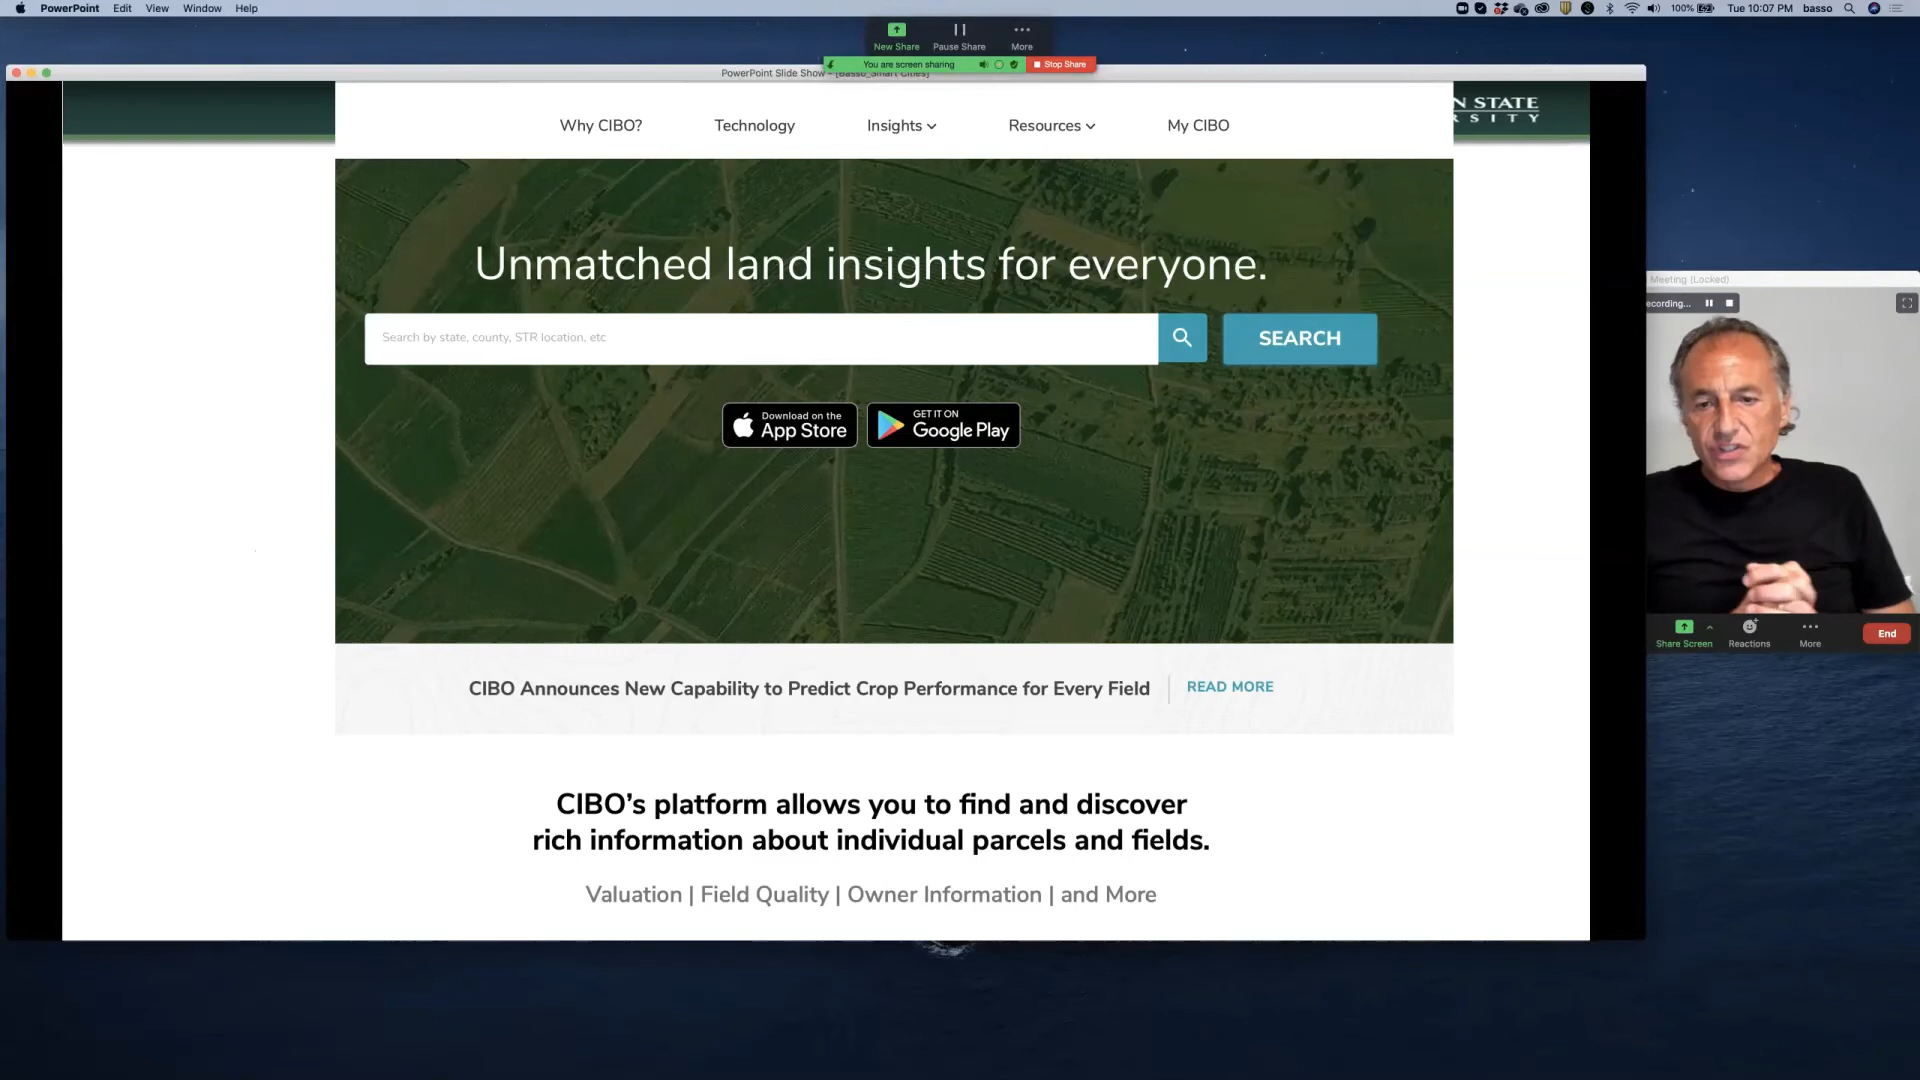 PowerPoint Edit View Window Help
100% Tue 10:07 PM basso
New Share Pause Share More
You are screen sharing Stop Share
PowerPoint Slide Show - [Basso_Smart Cities]
N STATE
RSITY
Why CIBO? Technology Insights Resources My CIBO
Unmatched land insights for everyone.
Search by state, county, STR location, etc
SEARCH
Download on the
App Store
GET IT ON
Google Play
Meeting (Locked)
ecording...
Share Screen Reactions More End
CIBO Announces New Capability to Predict Crop Performance for Every Field READ MORE
CIBO’s platform allows you to find and discover
rich information about individual parcels and fields.
Valuation | Field Quality | Owner Information | and More